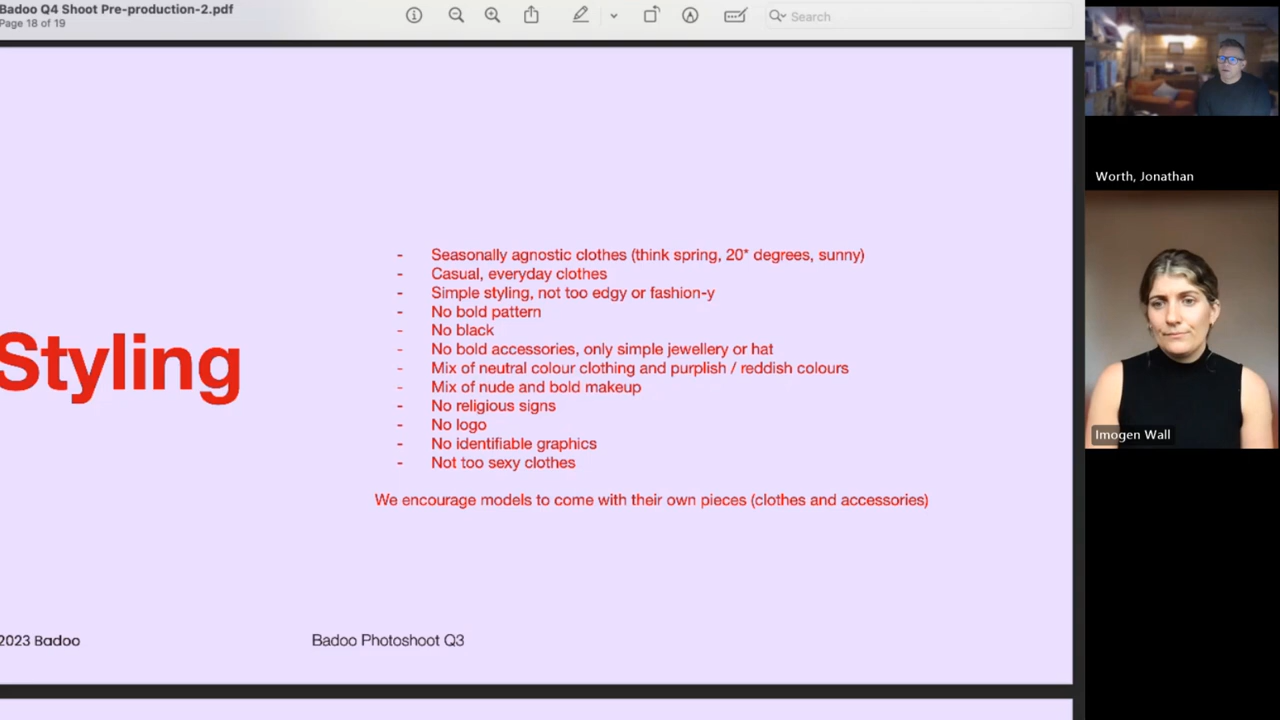 Badoo Q4 Shoot Pre-production-2.pdf
Page 18 of 19
Search
Worth, Jonathan
Imogen Wall
Styling
- Seasonally agnostic clothes (think spring, 20* degrees, sunny)
- Casual, everyday clothes
- Simple styling, not too edgy or fashion-y
- No bold pattern
- No black
- No bold accessories, only simple jewellery or hat
- Mix of neutral colour clothing and purplish / reddish colours
- Mix of nude and bold makeup
- No religious signs
- No logo
- No identifiable graphics
- Not too sexy clothes
We encourage models to come with their own pieces (clothes and accessories)
2023 Badoo
Badoo Photoshoot Q3